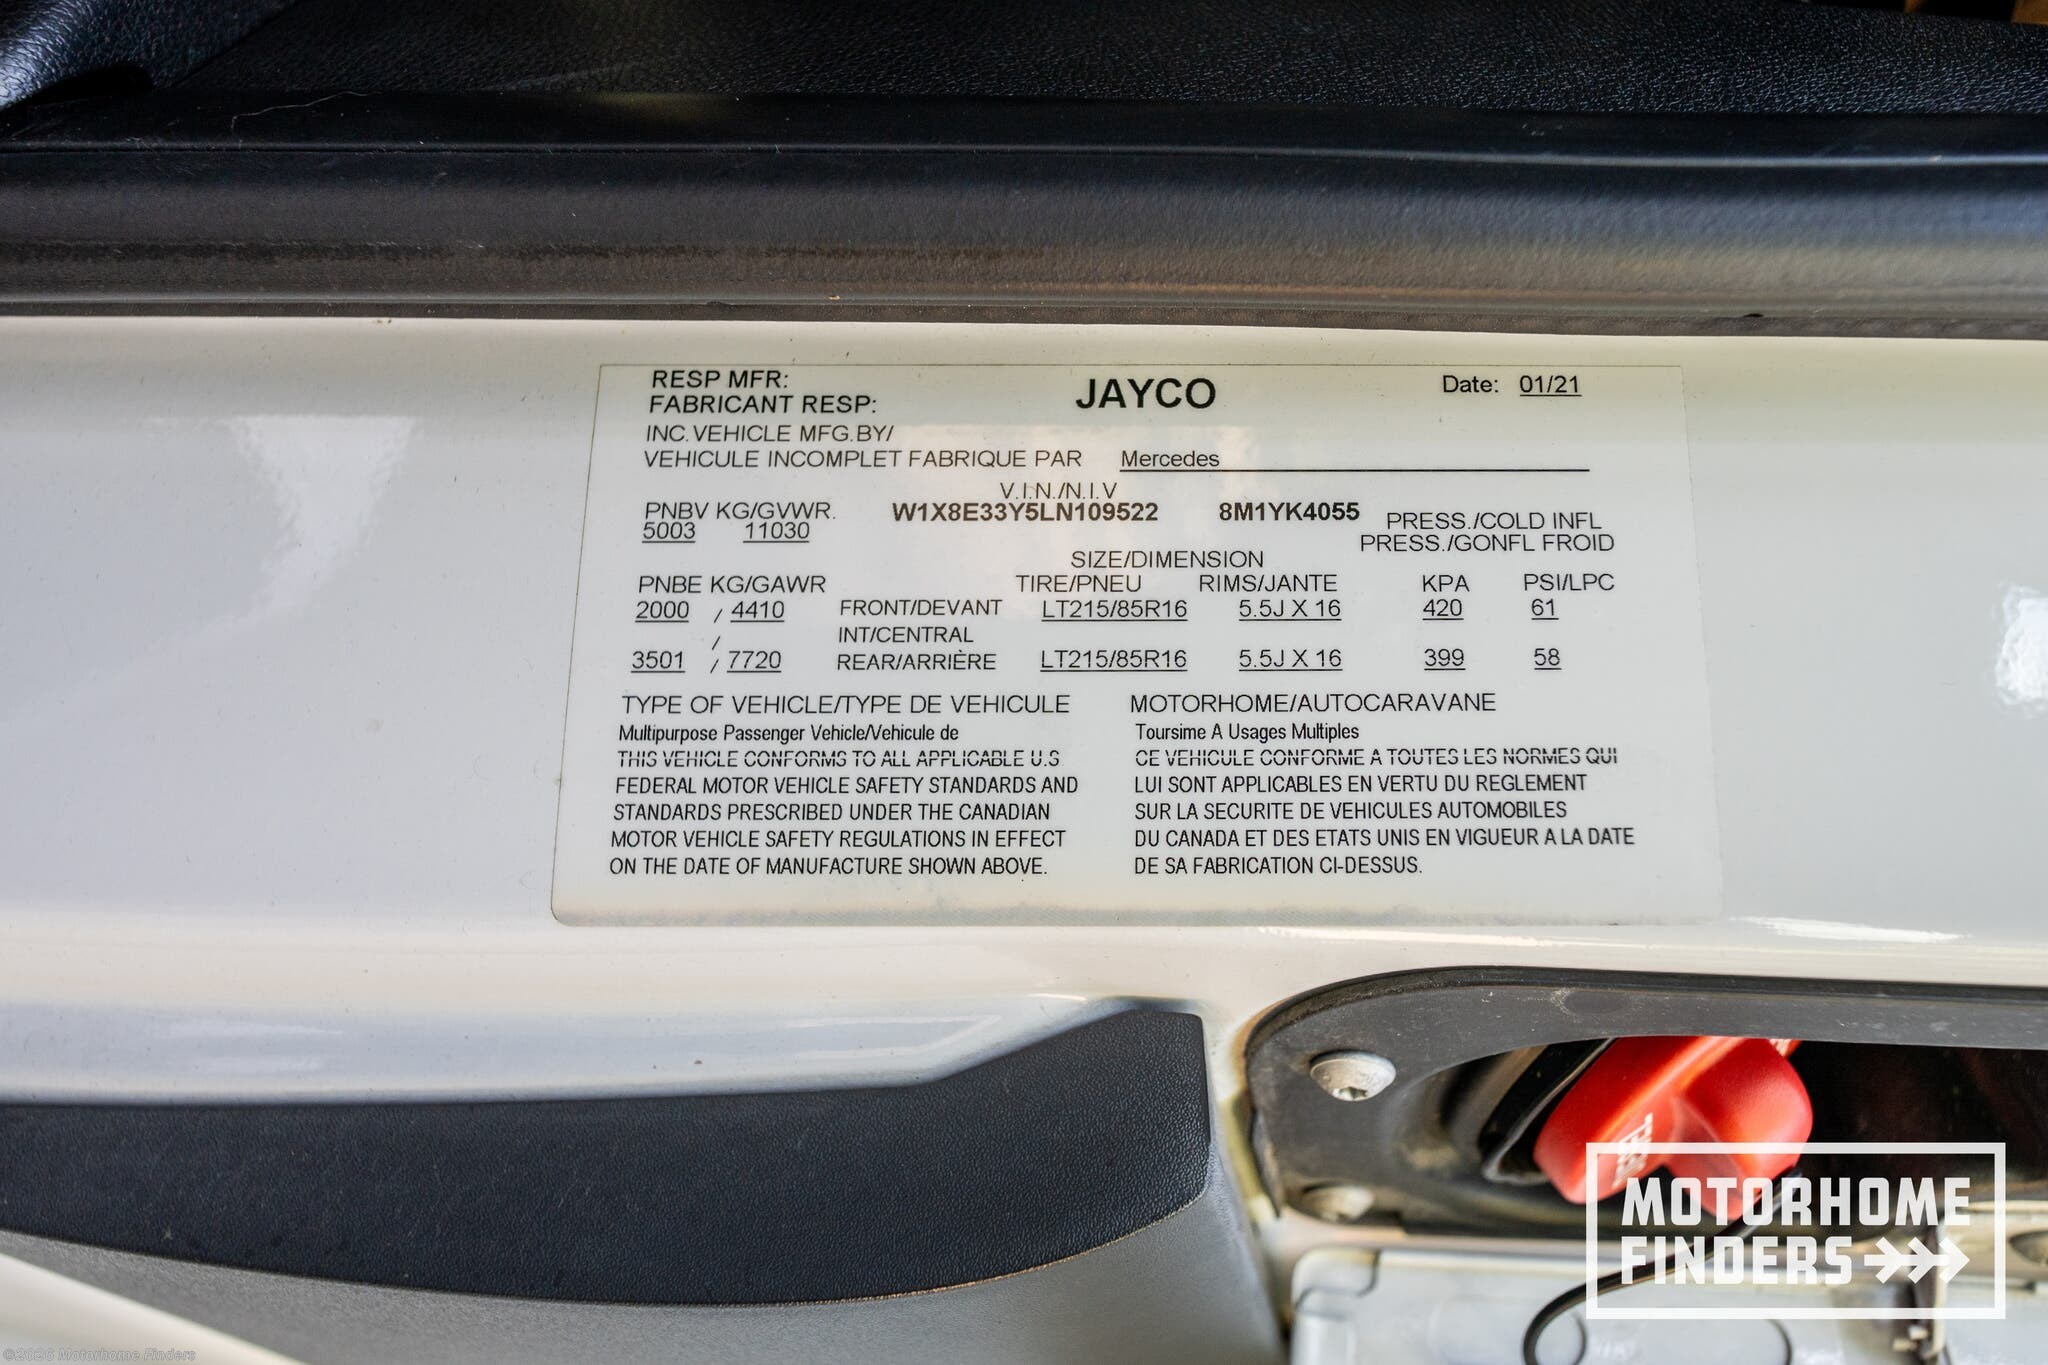 RESP MFR:
FABRICANT RESP:
JAYCO
Date: 01/21
INC.VEHICLE MFG.BY/
VEHICULE INCOMPLET FABRIQUE PAR Mercedes
V.I.N./N.I.V
PNBV KG/GVWR. W1X8E33Y5LN109522 8M1YK4055 PRESS./COLD INFL
5003 11030 PRESS./GONFL FROID
SIZE/DIMENSION
PNBE KG/GAWR TIRE/PNEU RIMS/JANTE KPA PSI/LPC
2000 / 4410 FRONT/DEVANT LT215/85R16 5.5J X 16 420 61
/ INT/CENTRAL
3501 / 7720 REAR/ARRIÈRE LT215/85R16 5.5J X 16 399 58
TYPE OF VEHICLE/TYPE DE VEHICULE MOTORHOME/AUTOCARAVANE
Multipurpose Passenger Vehicle/Vehicule de Toursime A Usages Multiples
THIS VEHICLE CONFORMS TO ALL APPLICABLE U.S
FEDERAL MOTOR VEHICLE SAFETY STANDARDS AND
STANDARDS PRESCRIBED UNDER THE CANADIAN
MOTOR VEHICLE SAFETY REGULATIONS IN EFFECT
ON THE DATE OF MANUFACTURE SHOWN ABOVE.
CE VEHICULE CONFORME A TOUTES LES NORMES QUI
LUI SONT APPLICABLES EN VERTU DU REGLEMENT
SUR LA SECURITE DE VEHICULES AUTOMOBILES
DU CANADA ET DES ETATS UNIS EN VIGUEUR A LA DATE
DE SA FABRICATION CI-DESSUS.
MOTORHOME
FINDERS
©2026 Motorhome Finders